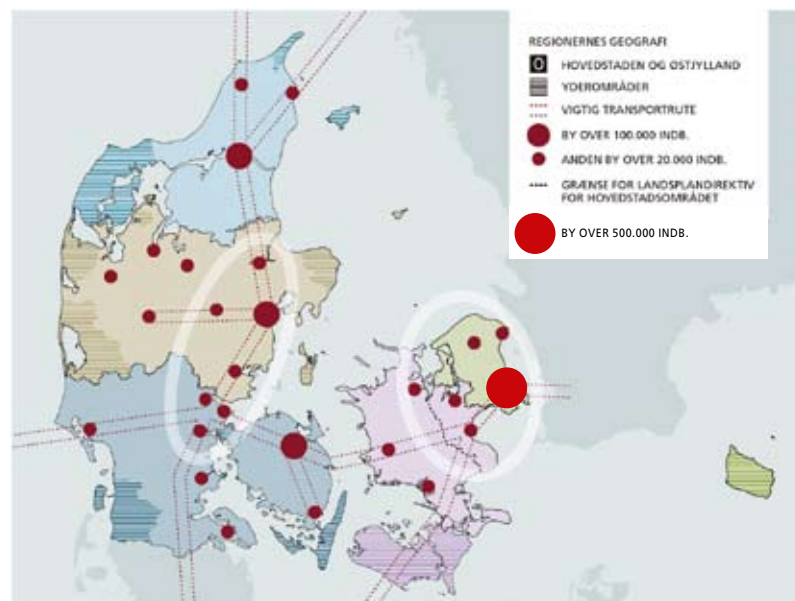 REGIONERNES GEOGRAFI
HOVEDSTADEN OG ØSTJYLLAND
YDEROMRÅDER
VIGTIG TRANSPORTRUTE
BY OVER 100.000 INDB.
ANDEN BY OVER 20.000 INDB.
GRÆNSE FOR LANDSPLANDIREKTIV
FOR HOVEDSTADSOMRÅDET
BY OVER 500.000 INDB.